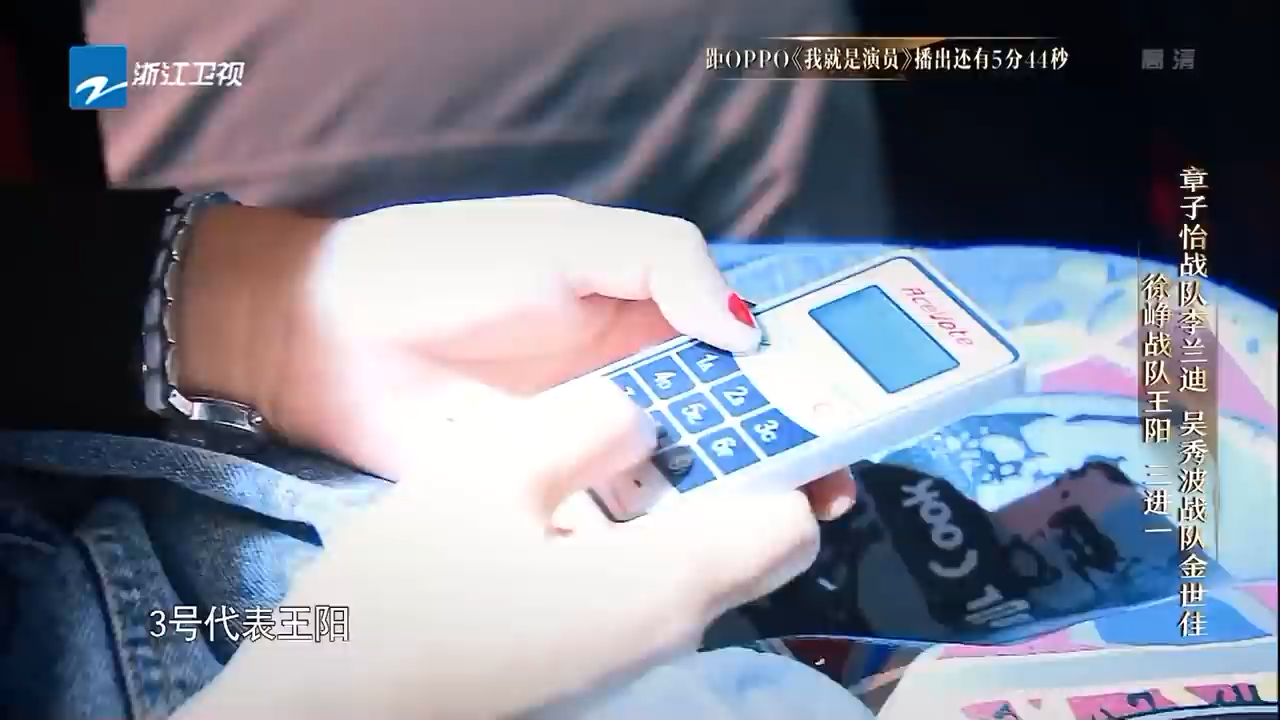 浙江卫视
距OPPO《我就是演员》播出还有5分44秒
高清
章子怡战队李兰迪 吴秀波战队金世佳
徐峥战队王阳 三进一
Acevote
3号代表王阳